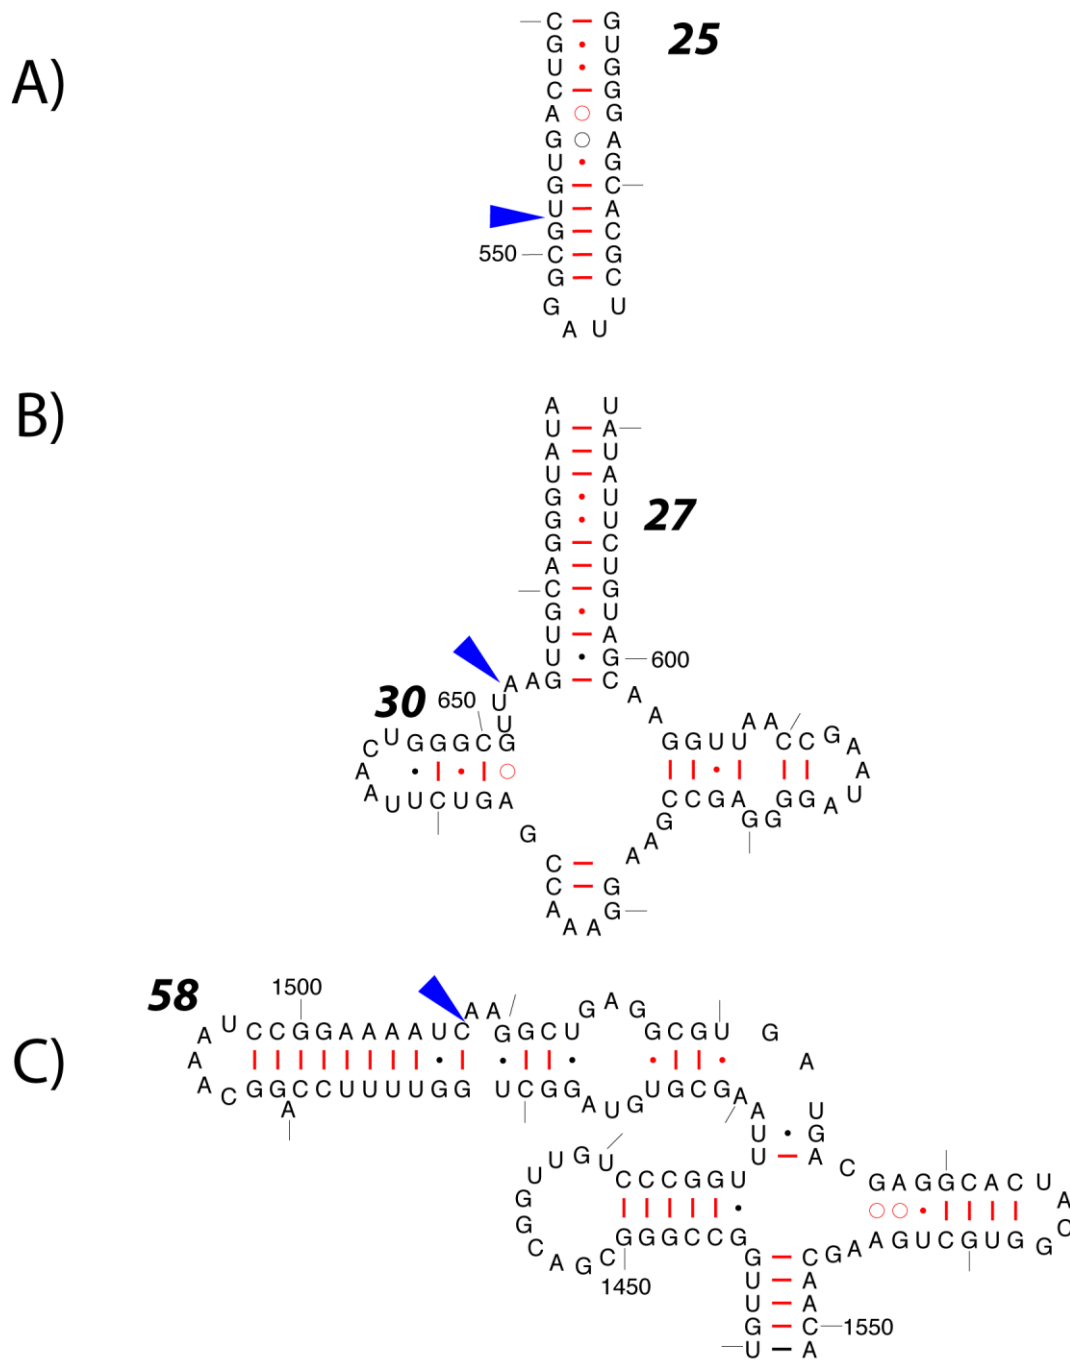 C G
25
G U
U G
A)
C G
A G
G A
U G
G C
U A
G C
550 C G
G C
G U
A U
B)
A U
U A
A U
U A
G U
G U
27
G C
A U
C G
G U
U A
U G 600
A A G C
U A
30 650
U A
C U G G G C G
G G U U A A C C G A
A A
A U U C U G A
C C G A G G G A U
G G
A A
C
C G
A A A G
C)
58 1500
A U C C G G A A A A U C A A G G C U G A G G C G U G A
A A C G G A C C U U U U G G U C G G A U G U G C G A A U
U G
U A
U U G U C C C G G U C G A G G C A C U A C
G G C A G C G G G C C G
G A A G U C G U G G
1450
G C
U A
U A
G C 1550
U A